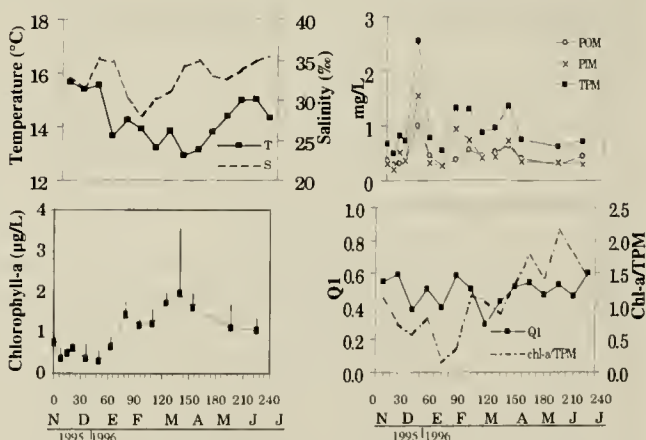 Temperature (°C)
18
16
14
12
40
35
30
25
20
Salinity (‰)
T
S
mg/L
3
2
1
0
POM
PIM
TPM
Chlorophyll-a (µg/L)
4
3
2
1
0
0 30 60 90 120 150 180 210 240
N D E F M A M J J
1995 1996
Q1
1.0
0.8
0.6
0.4
0.2
0.0
2.5
2.0
1.5
1.0
0.5
0.0
Chl-a/TPM
Q1
chl-a/TPM
0 30 60 90 120 150 180 210 240
N D E F M A M J J
1995 1996